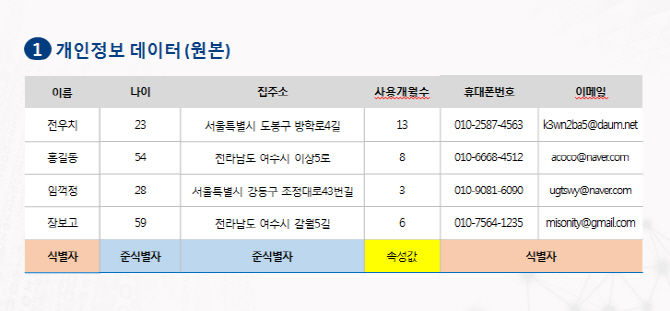 1 개인정보 데이터 (원본)
이름 나이 집주소 사용개월수 휴대폰번호 이메일
전우치 23 서울특별시 도봉구 방학로4길 13 010-2587-4563 k3wn2ba5@daum.net
홍길동 54 전라남도 여수시 이상5로 8 010-6668-4512 acoco@naver.com
임꺽정 28 서울특별시 강동구 조정대로43번길 3 010-9081-6090 ugtswy@naver.com
장보고 59 전라남도 여수시 갈월5길 6 010-7564-1235 misonity@gmail.com
식별자 준식별자 준식별자 속성값 식별자